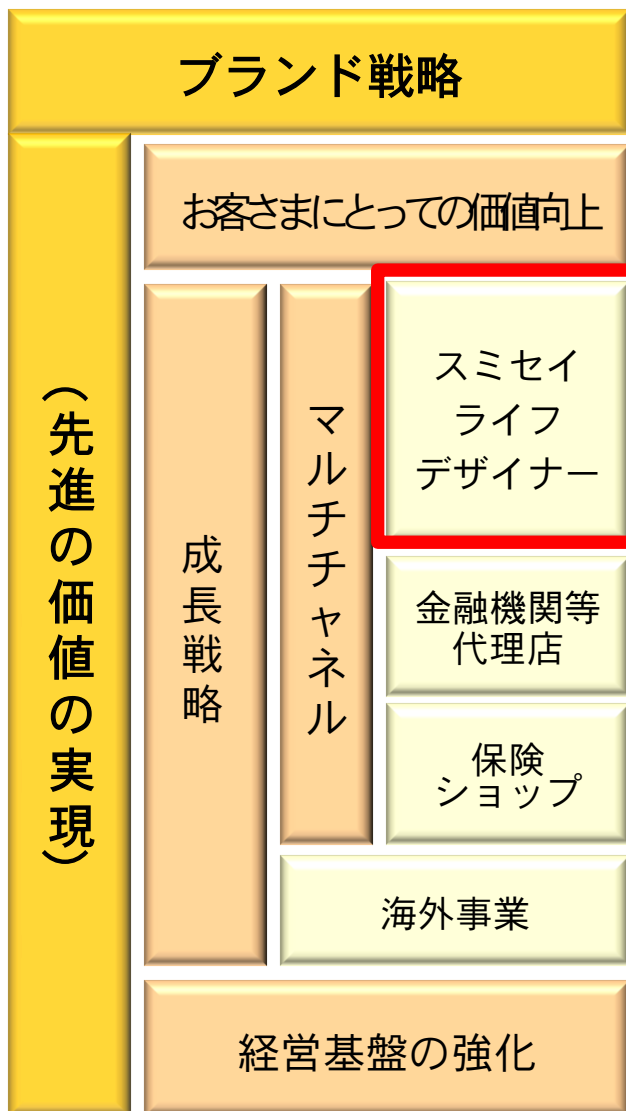 ブランド戦略
(先進の価値の実現)
お客さまにとっての価値向上
成長戦略
マルチチャネル
スミセイ
ライフ
デザイナー
金融機関等
代理店
保険
ショップ
海外事業
経営基盤の強化